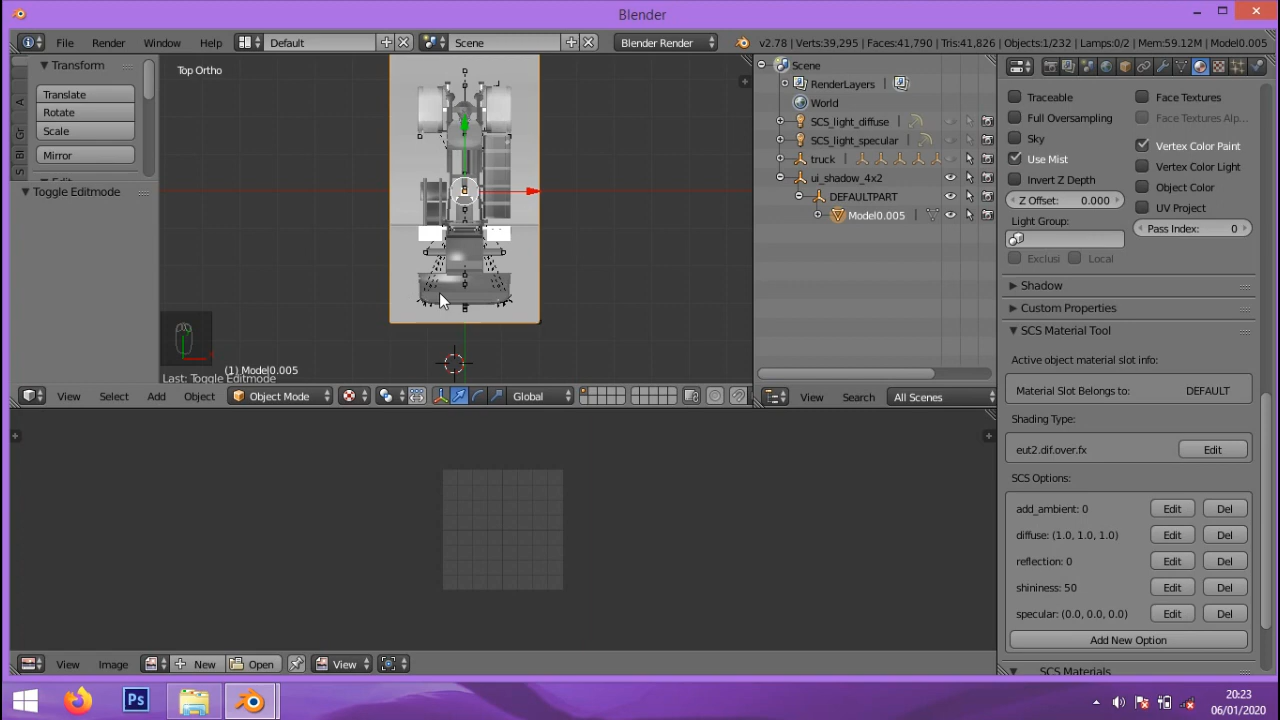 Blender
File Render Window Help Default Scene Blender Render v2.78 | Verts:39,295 | Faces:41,790 | Tris:41,826 | Objects:1/232 | Lamps:0/2 | Mem:59.12M | Model0.005
Transform
Translate
Rotate
Scale
Mirror
Toggle Editmode
A
Gr
Bl
S
Top Ortho
(1) Model0.005
Last: Toggle Editmode
View Select Add Object Object Mode Global
Scene
RenderLayers
World
SCS_light_diffuse
SCS_light_specular
truck
ui_shadow_4x2
DEFAULTPART
Model0.005
View Search All Scenes
Traceable Face Textures
Full Oversampling Face Textures Alp...
Sky Vertex Color Paint
Use Mist Vertex Color Light
Invert Z Depth Object Color
Z Offset: 0.000 UV Project
Light Group: Pass Index: 0
Exclusi Local
Shadow
Custom Properties
SCS Material Tool
Active object material slot info:
Material Slot Belongs to: DEFAULT
Shading Type:
eut2.dif.over.fx Edit
SCS Options:
add_ambient: 0 Edit Del
diffuse: (1.0, 1.0, 1.0) Edit Del
reflection: 0 Edit Del
shininess: 50 Edit Del
specular: (0.0, 0.0, 0.0) Edit Del
Add New Option
SCS Materials
View Image New Open View
Ps
20:23
06/01/2020